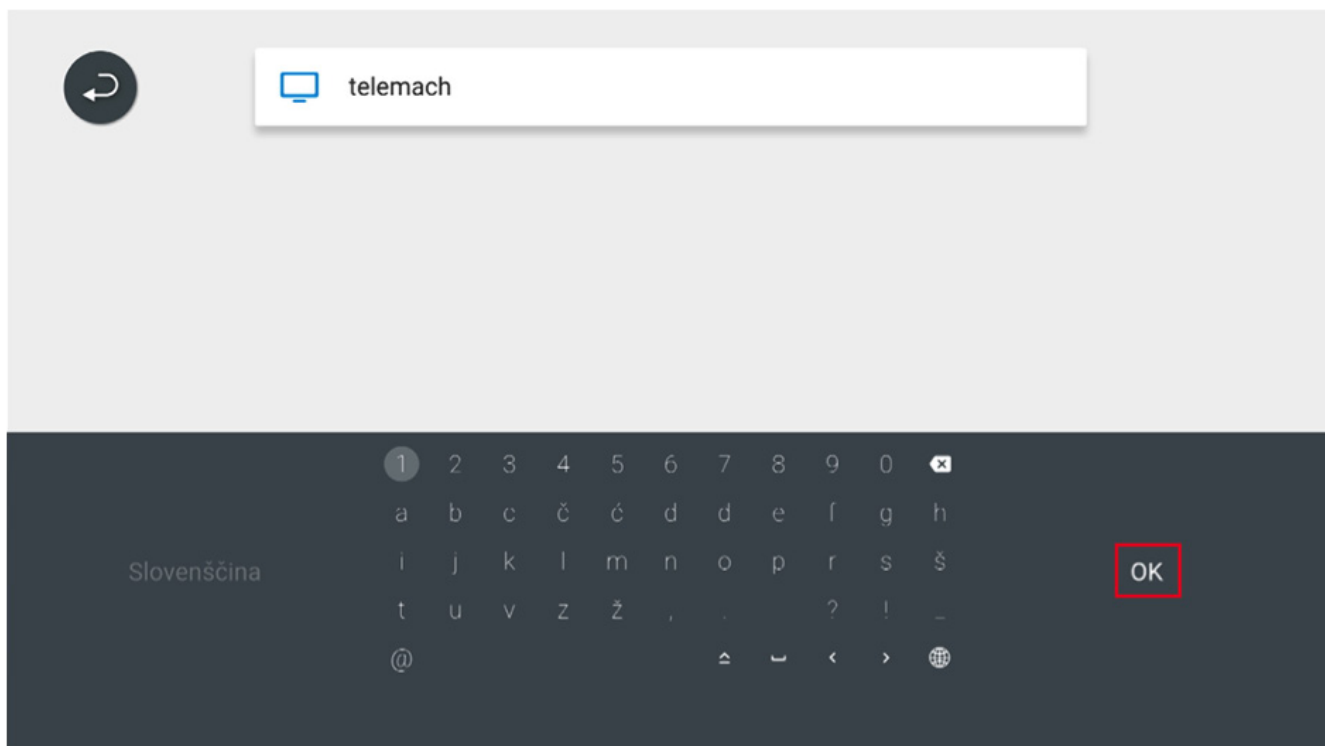 telemach
1 2 3 4 5 6 7 8 9 0
a b c č ć d d e f g h
Slovenščina
i j k l m n o p r s š
OK
t u v z ž , . ? ! _
@ < >